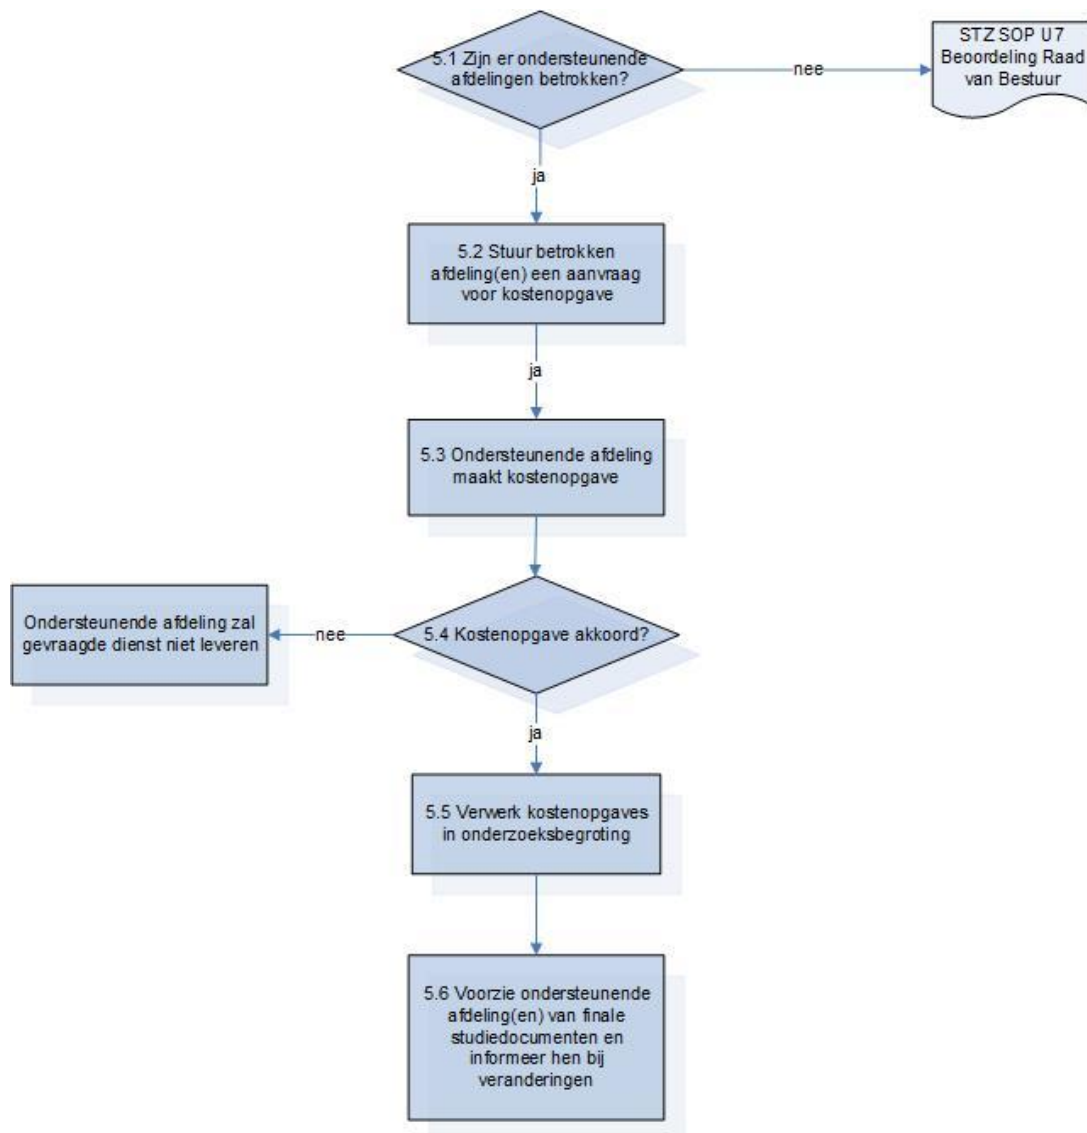 5.1 Zijn er ondersteunende
afdelingen betrokken?
nee
STZ SOP U7
Beoordeling Raad
van Bestuur
ja
5.2 Stuur betrokken
afdeling(en) een aanvraag
voor kostenopgave
ja
5.3 Ondersteunende afdeling
maakt kostenopgave
Ondersteunende afdeling zal
gevraagde dienst niet leveren
nee
5.4 Kostenopgave akkoord?
ja
5.5 Verwerk kostenopgaves
in onderzoeksbegroting
5.6 Voorzie ondersteunende
afdeling(en) van finale
studiedocumenten en
informeer hen bij
veranderingen